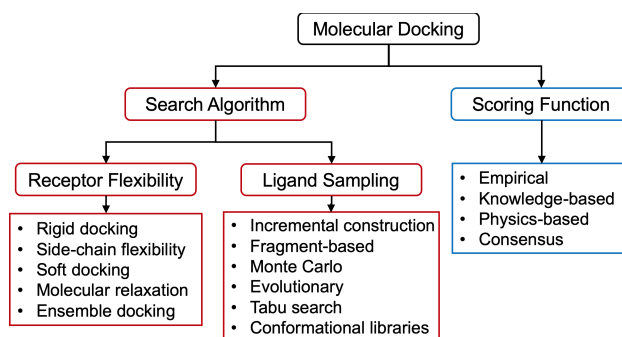 Molecular Docking
Search Algorithm
Scoring Function
Receptor Flexibility
Ligand Sampling
• Rigid docking
• Side-chain flexibility
• Soft docking
• Molecular relaxation
• Ensemble docking
• Incremental construction
• Fragment-based
• Monte Carlo
• Evolutionary
• Tabu search
• Conformational libraries
• Empirical
• Knowledge-based
• Physics-based
• Consensus